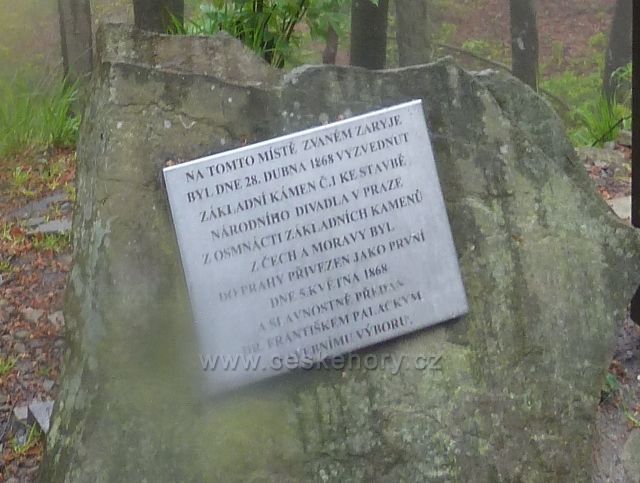 NA TOMTO MÍSTĚ ZVANÉM ZARYJE
BYL DNE 28. DUBNA 1868 VYZVEDNUT
ZÁKLADNÍ KÁMEN Č.1 KE STAVBĚ
NÁRODNÍHO DIVADLA V PRAZE
Z OSMNÁCTI ZÁKLADNÍCH KAMENŮ
Z ČECH A MORAVY BYL
DO PRAHY PŘIVEZEN JAKO PRVNÍ
DNE 5.KVĚTNA 1868
A SLAVNOSTNĚ PŘEDÁN
DR. FRANTIŠKEM PALACKÝM
VÝBORU.
www.ceskehory.cz